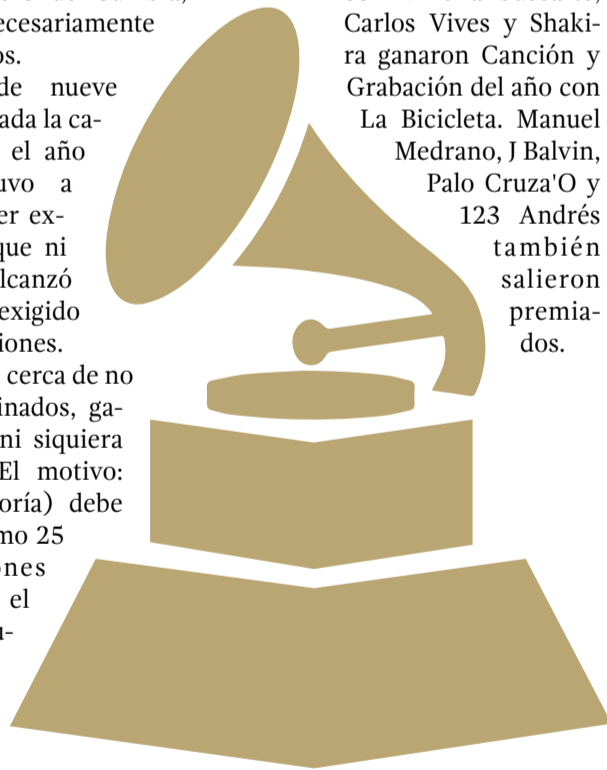 ecesariamente
os.
de nueve
ada la ca-
el año
uvo a
er ex-
que ni
lcanzó
exigido
iones.
cerca de no
inados, ga-
ni siquiera
El motivo:
oría) debe
mo 25
ones
el
u-
Carlos Vives y Shaki-
ra ganaron Canción y
Grabación del año con
La Bicicleta. Manuel
Medrano, J Balvin,
Palo Cruza'O y
123 Andrés
también
salieron
premia-
dos.